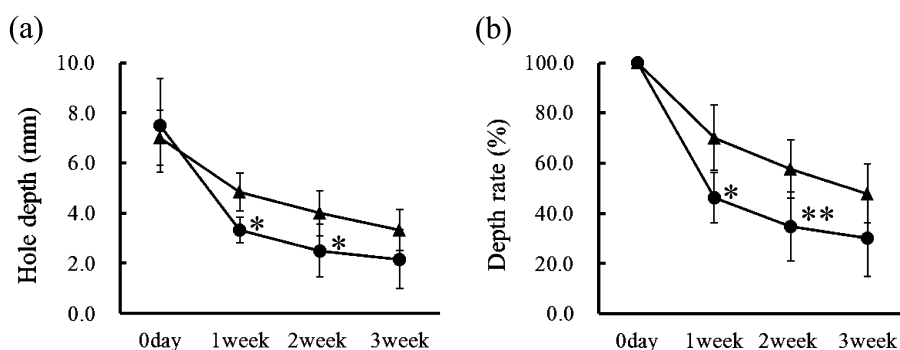 (a)
Hole depth (mm)
10.0
8.0
6.0
4.0
2.0
0.0
*
*
0day 1week 2week 3week
(b)
Depth rate (%)
100.0
80.0
60.0
40.0
20.0
0.0
*
**
0day 1week 2week 3week